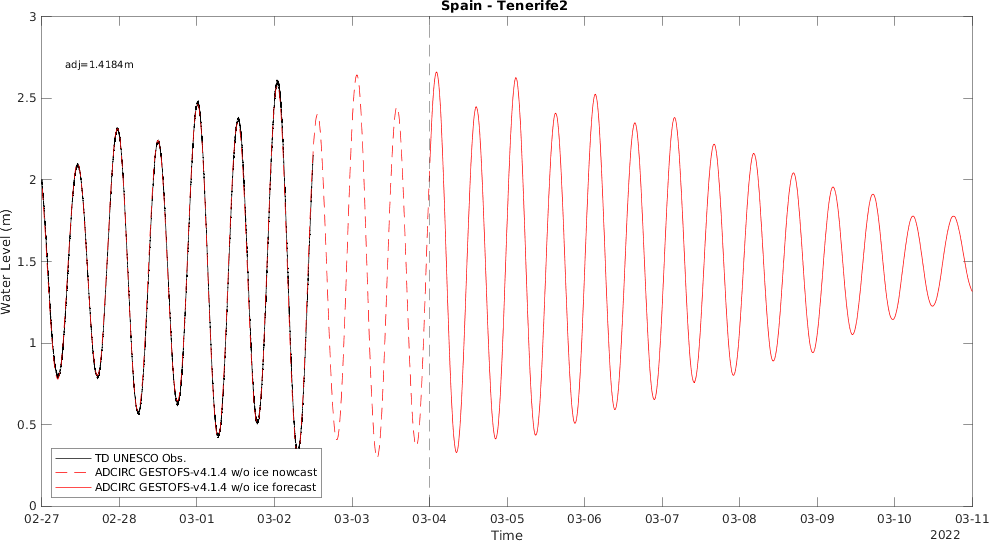 Spain - Tenerife2
adj=1.4184m
Water Level (m)
3
2.5
2
1.5
1
0.5
0
TD UNESCO Obs.
ADCIRC GESTOFS-v4.1.4 w/o ice nowcast
ADCIRC GESTOFS-v4.1.4 w/o ice forecast
02-27 02-28 03-01 03-02 03-03 03-04 03-05 03-06 03-07 03-08 03-09 03-10 03-11
Time
2022